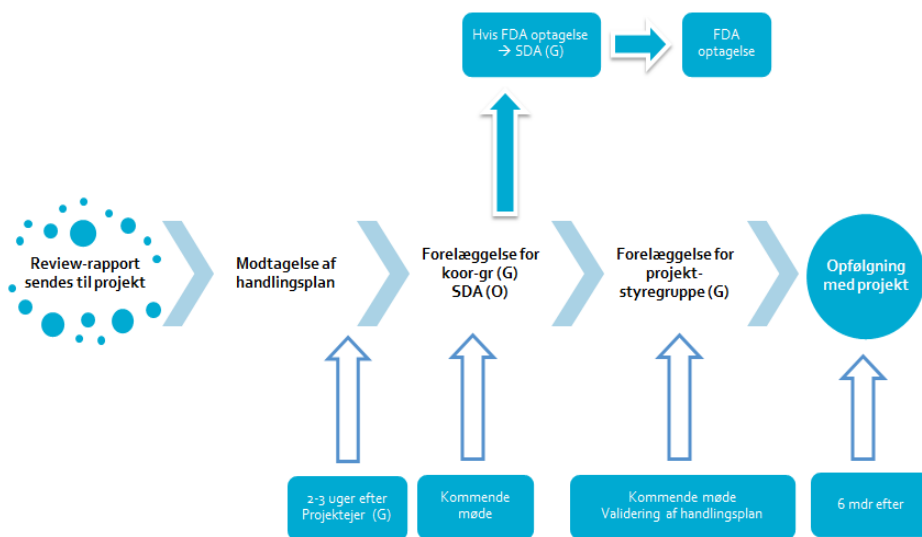 Hvis FDA optagelse
→ SDA (G)
FDA
optagelse
Review-rapport
sendes til projekt
Modtagelse af
handlingsplan
Forelæggelse for
koor-gr (G)
SDA (O)
Forelæggelse for
projekt-
styregruppe (G)
Opfølgning
med projekt
2-3 uger efter
Projektejer (G)
Kommende
møde
Kommende møde
Validering af handlingsplan
6 mdr efter